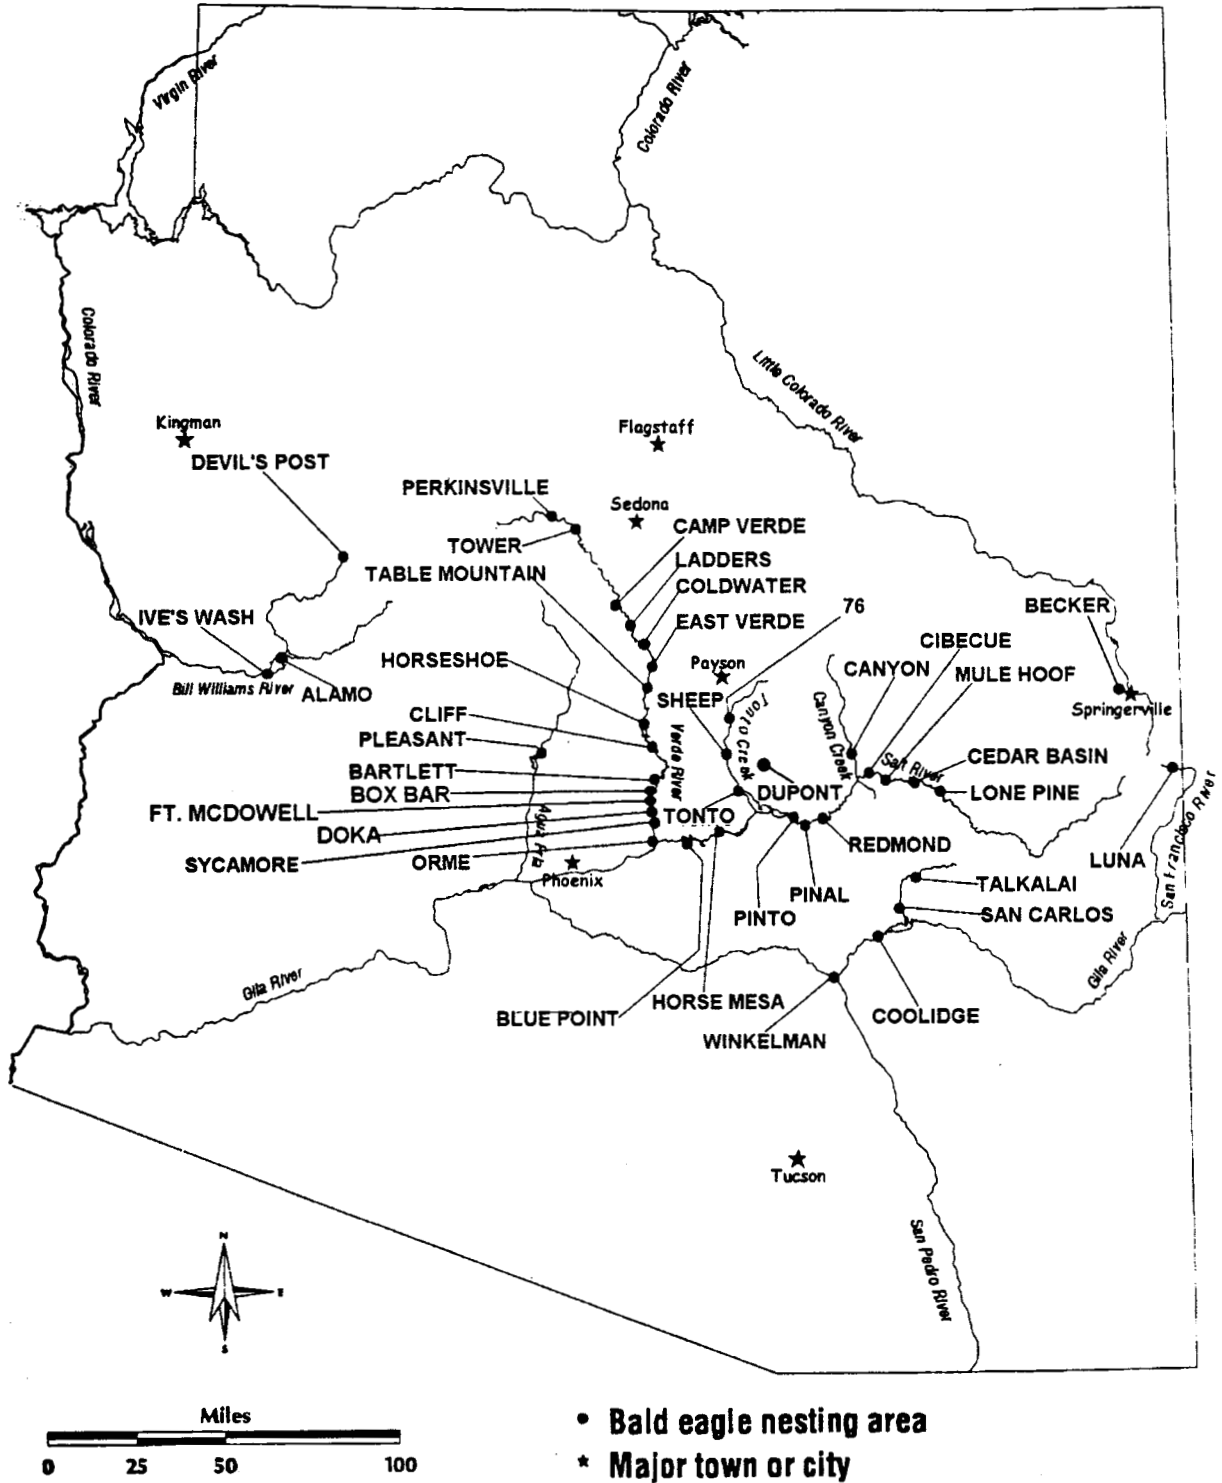 Virgin River
Colorado River
Colorado River
Little Colorado River
Kingman
Flagstaff
DEVIL'S POST
PERKINSVILLE
Sedona
CAMP VERDE
TOWER
LADDERS
TABLE MOUNTAIN
COLDWATER
76
BECKER
IVE'S WASH
EAST VERDE
CIBECUE
HORSESHOE
Payson
CANYON
MULE HOOF
Bill Williams River
ALAMO
SHEEP
Tonto Creek
Canyon Creek
Springerville
CLIFF
PLEASANT
Verde River
Salt River
CEDAR BASIN
BARTLETT
BOX BAR
DUPONT
LONE PINE
FT. MCDOWELL
Agua Fria
TONTO
San Francisco River
DOKA
REDMOND
SYCAMORE
ORME
LUNA
Phoenix
PINAL
TALKALAI
PINTO
SAN CARLOS
Gila River
Gila River
HORSE MESA
BLUE POINT
COOLIDGE
WINKELMAN
Tucson
San Pedro River
N
W E
S
Miles
0 25 50 100
Bald eagle nesting area
Major town or city